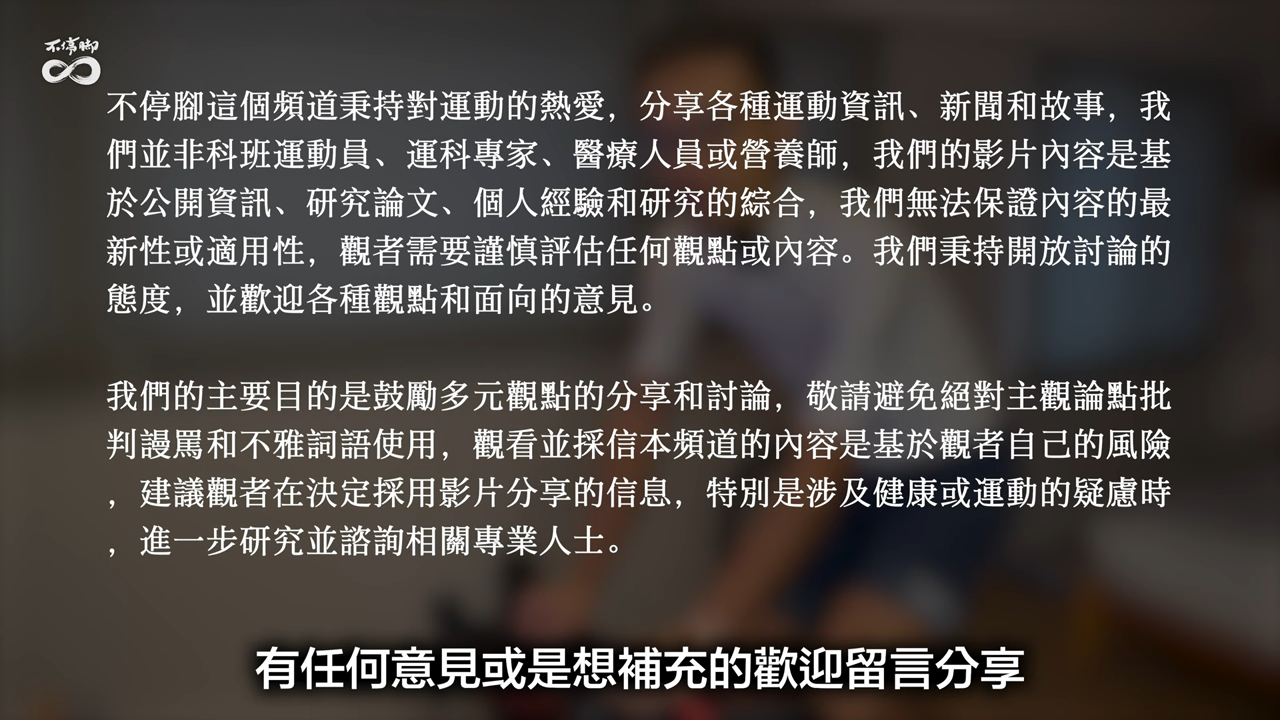 不停腳
不停腳這個頻道秉持對運動的熱愛，分享各種運動資訊、新聞和故事，我
們並非科班運動員、運科專家、醫療人員或營養師，我們的影片內容是基
於公開資訊、研究論文、個人經驗和研究的綜合，我們無法保證內容的最
新性或適用性，觀者需要謹慎評估任何觀點或內容。我們秉持開放討論的
態度，並歡迎各種觀點和面向的意見。
我們的主要目的是鼓勵多元觀點的分享和討論，敬請避免絕對主觀論點批
判謾罵和不雅詞語使用，觀看並採信本頻道的內容是基於觀者自己的風險
，建議觀者在決定採用影片分享的信息，特別是涉及健康或運動的疑慮時
，進一步研究並諮詢相關專業人士。
有任何意見或是想補充的歡迎留言分享